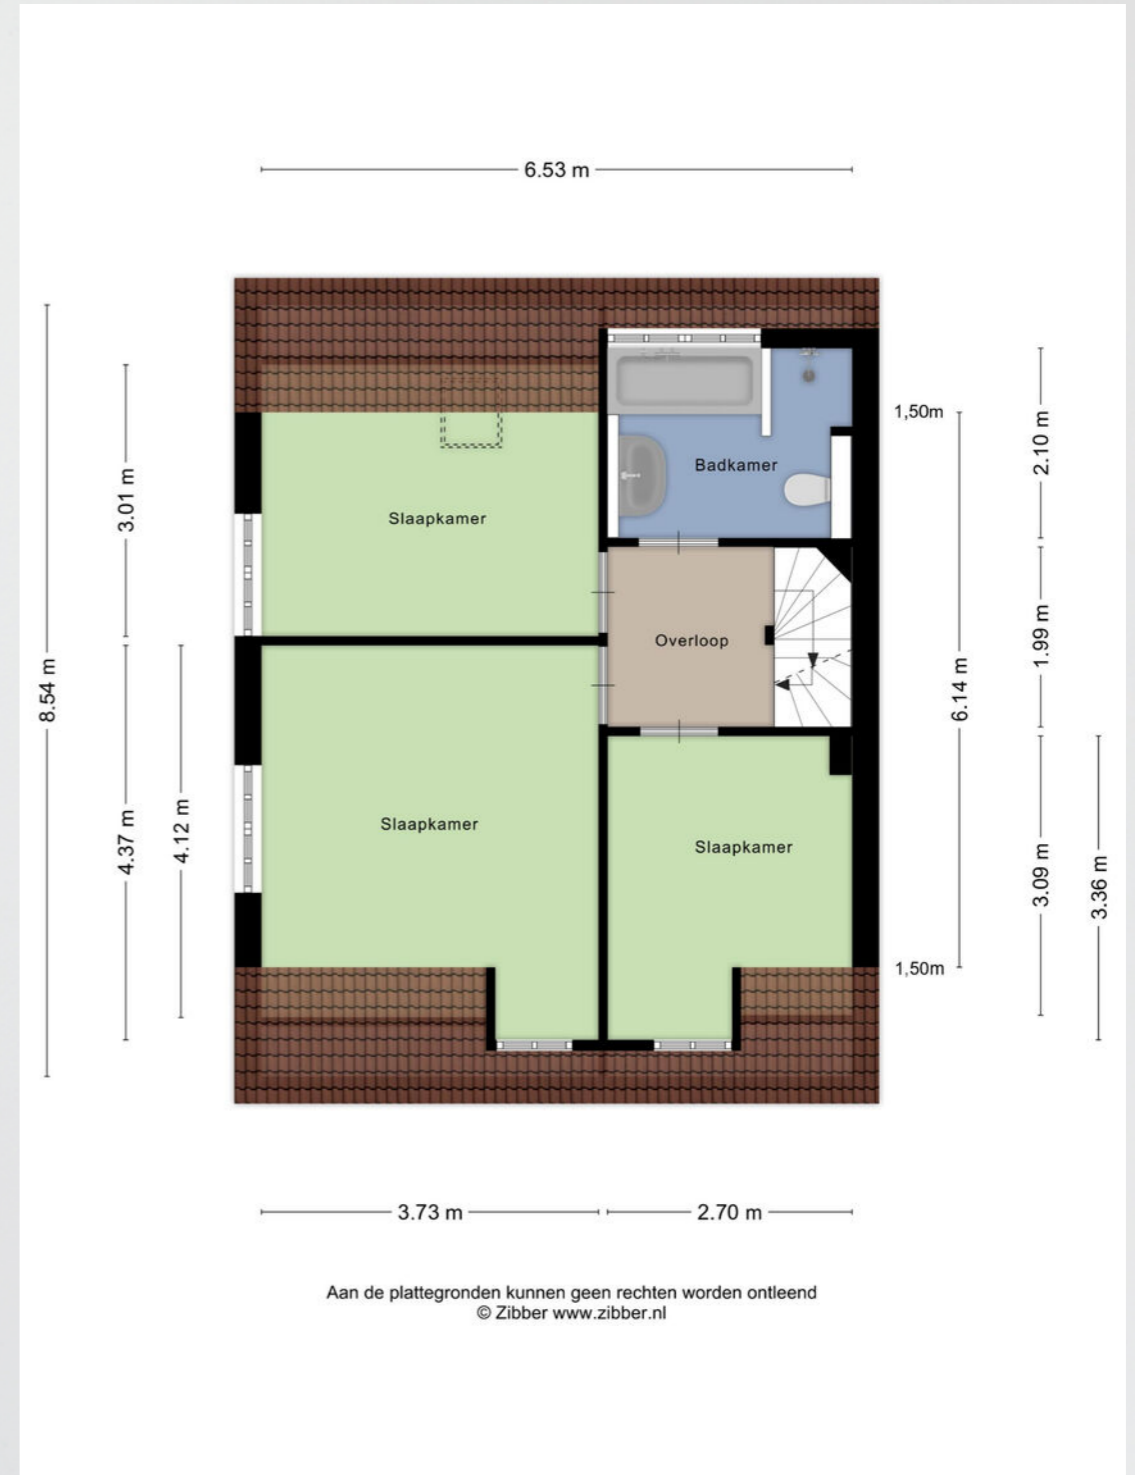 6.53 m
1,50m
2.10 m
Badkamer
3.01 m
Slaapkamer
1.99 m
Overloop
8.54 m
6.14 m
4.37 m
4.12 m
Slaapkamer
Slaapkamer
3.09 m
3.36 m
1,50m
3.73 m
2.70 m
Aan de plattegronden kunnen geen rechten worden ontleend
© Zibber www.zibber.nl